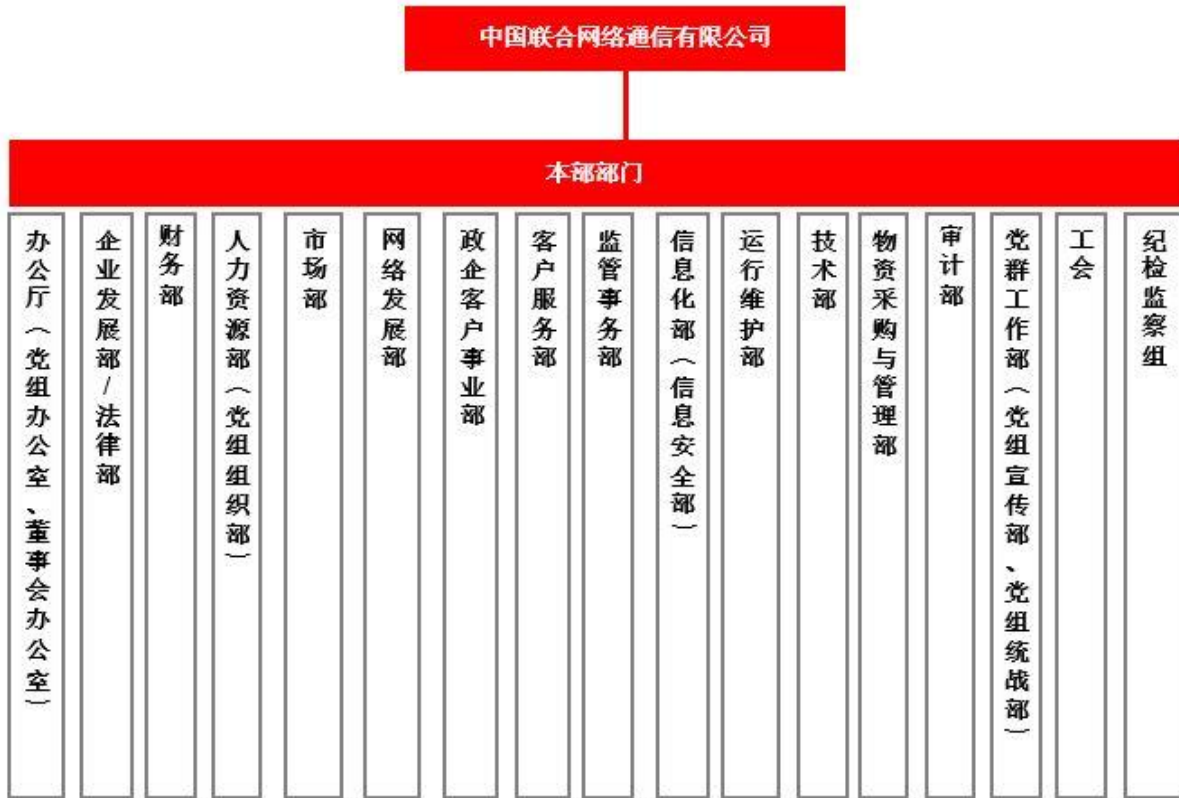 中国联合网络通信有限公司
本部部门
办公厅（党组办公室、董事会办公室）
企业发展部/法律部
财务部
人力资源部（党组组织部）
市场部
网络发展部
政企客户事业部
客户服务部
监管事务部
信息化部（信息安全部）
运行维护部
技术部
物资采购与管理部
审计部
党群工作部（党组宣传部、党组统战部）
工会
纪检监察组